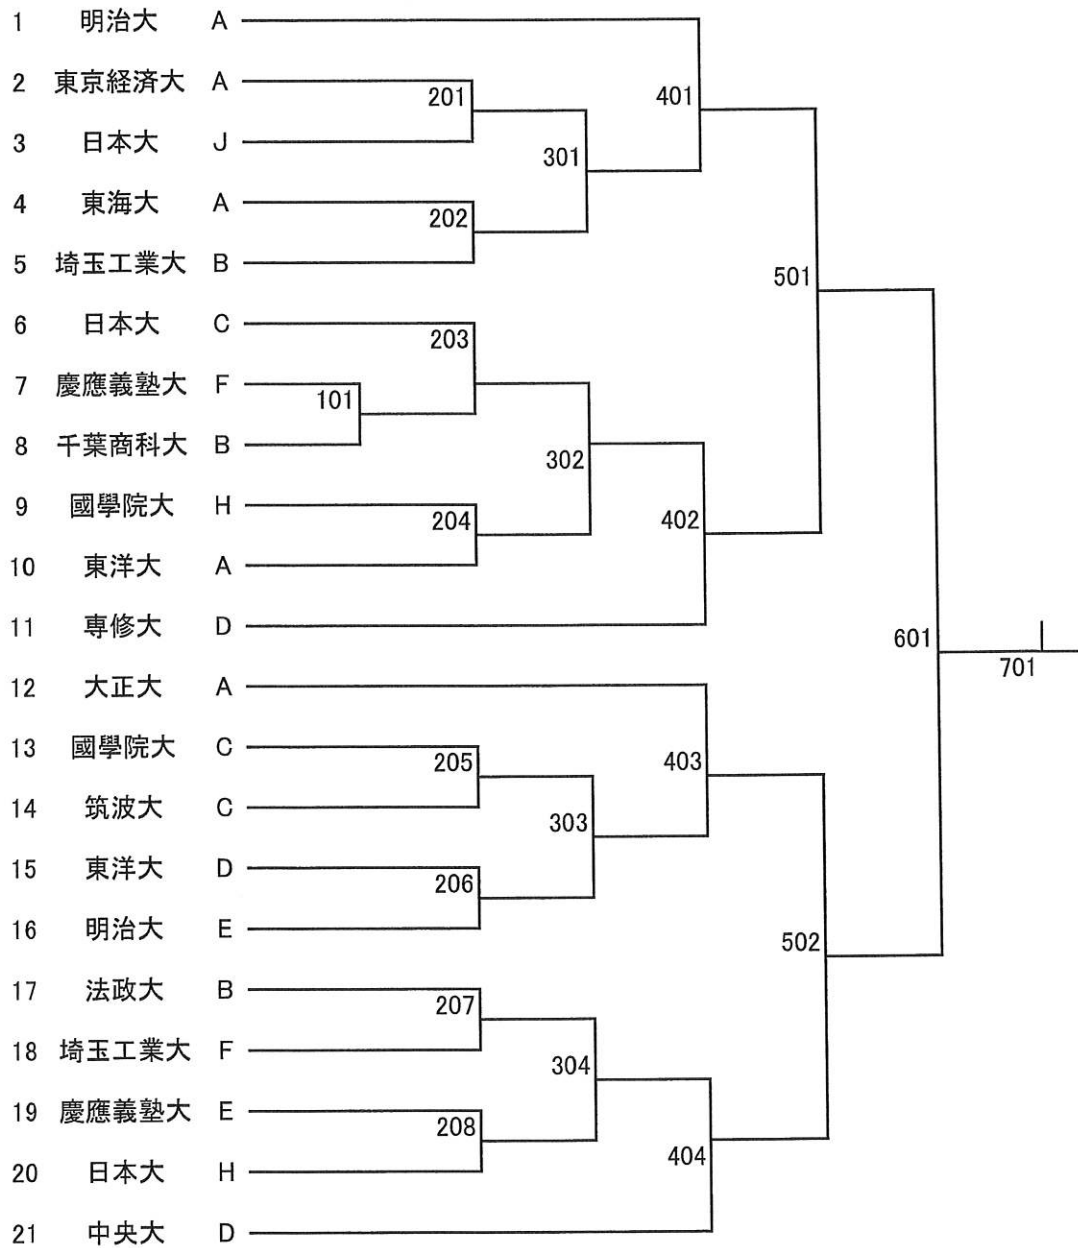 1 明治大 A
2 東京経済大 A
201
401
3 日本大 J
301
4 東海大 A
202
5 埼玉工業大 B
501
6 日本大 C
203
7 慶應義塾大 F
101
8 千葉商科大 B
302
9 國學院大 H
204
402
10 東洋大 A
11 専修大 D
601
701
12 大正大 A
13 國學院大 C
205
403
14 筑波大 C
303
15 東洋大 D
206
16 明治大 E
502
17 法政大 B
207
18 埼玉工業大 F
304
19 慶應義塾大 E
208
404
20 日本大 H
21 中央大 D